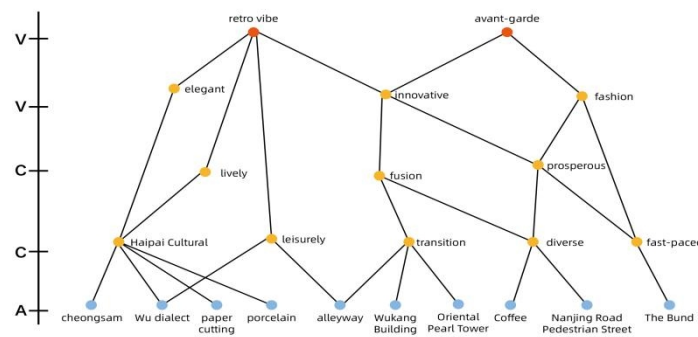 retro vibe
avant-garde
V
elegant
innovative
fashion
V
lively
fusion
prosperous
C
Haipai Cultural
leisurely
transition
diverse
fast-paced
C
A
cheongsam
Wu dialect
paper
cutting
porcelain
alleyway
Wukang
Building
Oriental
Pearl Tower
Coffee
Nanjing Road
Pedestrian Street
The Bund